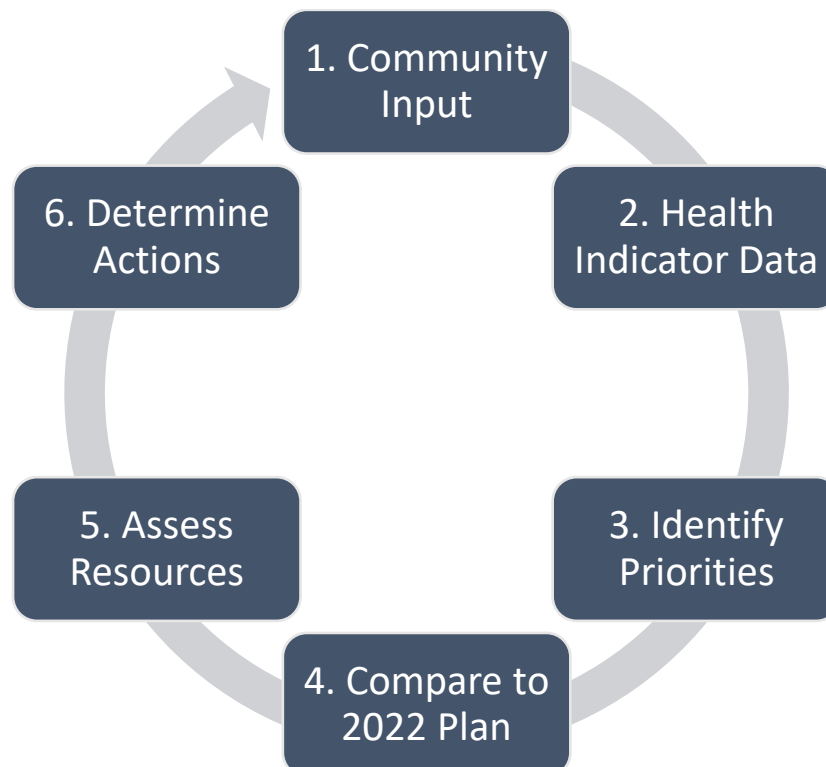 1. Community
Input
2. Health
Indicator Data
3. Identify
Priorities
4. Compare to
2022 Plan
5. Assess
Resources
6. Determine
Actions